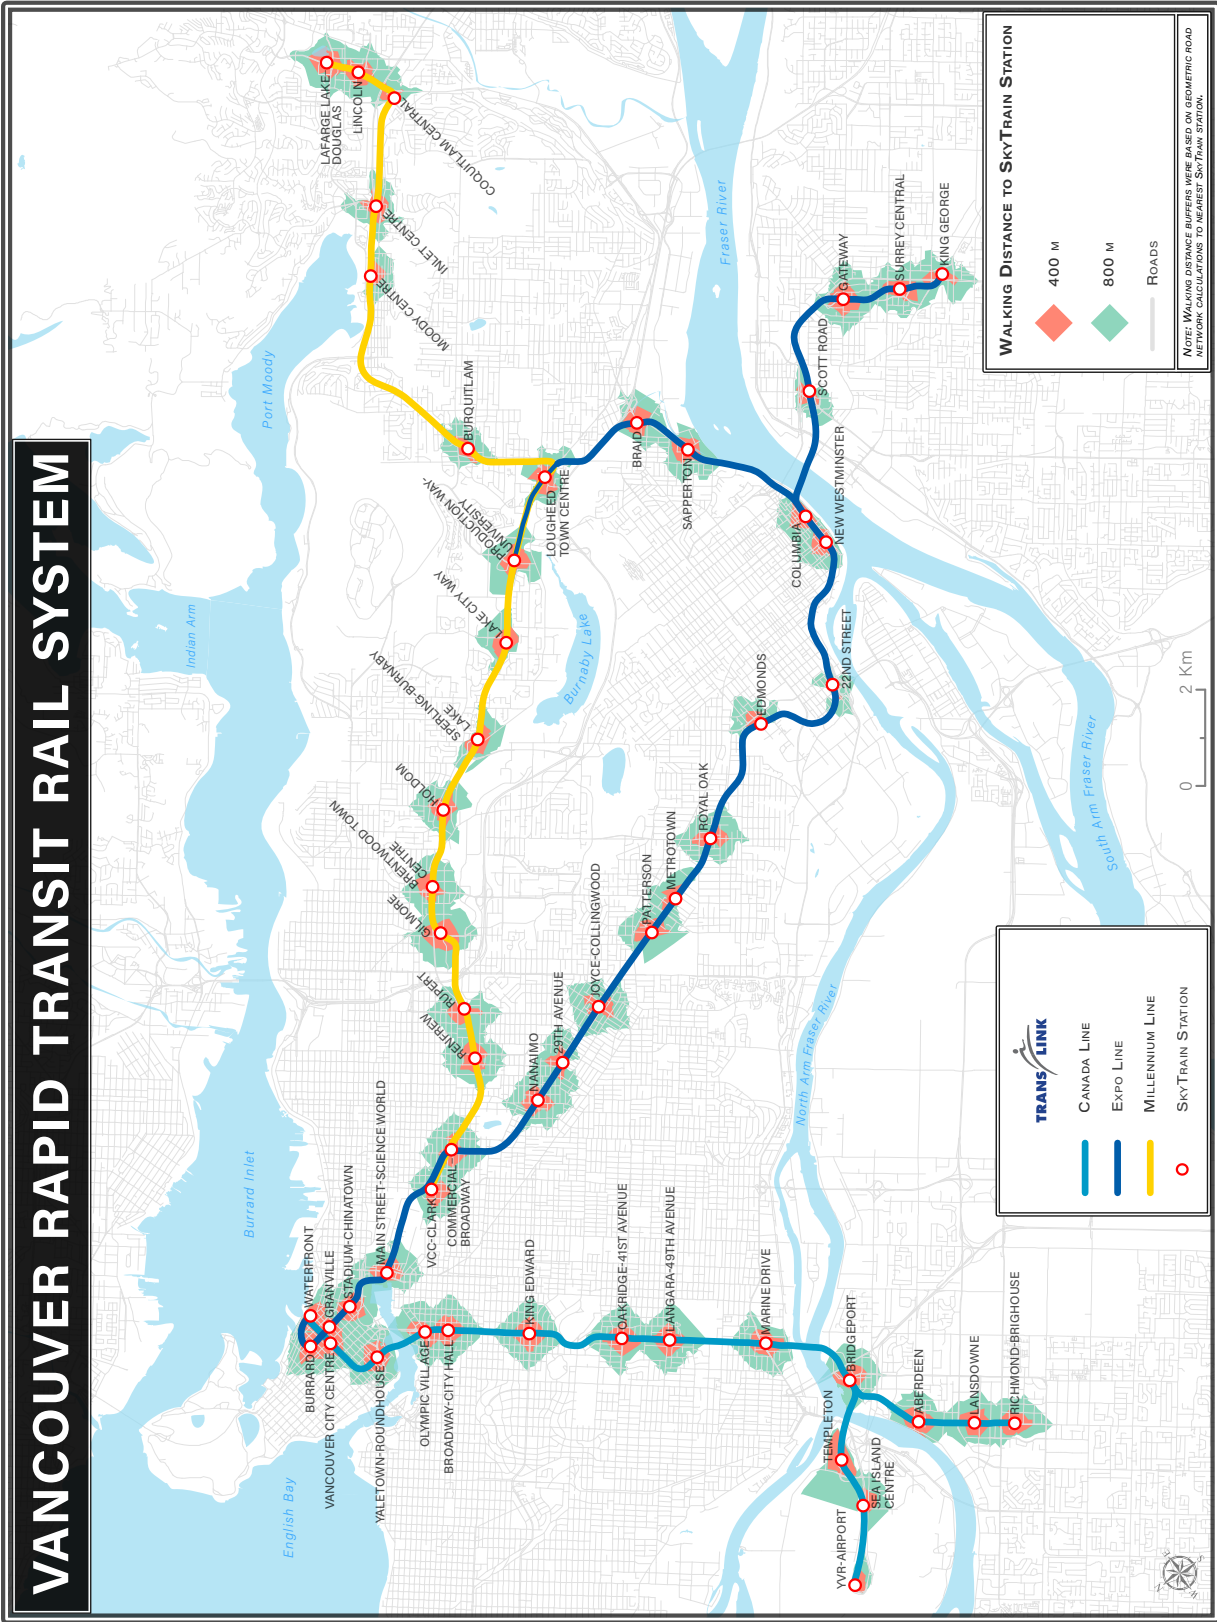 VANCOUVER RAPID TRANSIT RAIL SYSTEM
English Bay
Burrard Inlet
Indian Arm
Port Moody
Burnaby Lake
Fraser River
North Arm Fraser River
South Arm Fraser River
WATERFRONT
BURRARD
GRANVILLE
VANCOUVER CITY CENTRE
STADIUM-CHINATOWN
YALETOWN-ROUNDHOUSE
MAIN STREET-SCIENCE WORLD
OLYMPIC VILLAGE
BROADWAY-CITY HALL
VCC-CLARK
COMMERCIAL
BROADWAY
KING EDWARD
OAKRIDGE-41ST AVENUE
LANGARA-49TH AVENUE
MARINE DRIVE
BRIDGEPORT
TEMPLETON
SEA ISLAND
CENTRE
YVR-AIRPORT
ABERDEEN
LANSDOWNE
RICHMOND-BRIGHOUSE
RENFREW
RUPERT
GILMORE
BRENTWOOD TOWN
CENTRE
HOLDOM
SPERLING-BURNABY
LAKE
LAKE CITY WAY
PRODUCTION WAY-
UNIVERSITY
LOUGHEED
TOWN CENTRE
BURQUITLAM
MOODY CENTRE
INLET CENTRE
COQUITLAM CENTRAL
LINCOLN
LAFARGE LAKE
DOUGLAS
NANAIMO
29TH AVENUE
JOYCE-COLLINGWOOD
PATTERSON
METROTOWN
ROYAL OAK
EDMONDS
22ND STREET
NEW WESTMINSTER
COLUMBIA
SAPPERTON
BRAID
SCOTT ROAD
GATEWAY
SURREY CENTRAL
KING GEORGE
TRANS LINK
CANADA LINE
EXPO LINE
MILLENNIUM LINE
SKYTRAIN STATION
0 2 Km
WALKING DISTANCE TO SKYTRAIN STATION
400 M
800 M
ROADS
NOTE: WALKING DISTANCE BUFFERS WERE BASED ON GEOMETRIC ROAD
NETWORK CALCULATIONS TO NEAREST SKYTRAIN STATION.
N
E
S
W